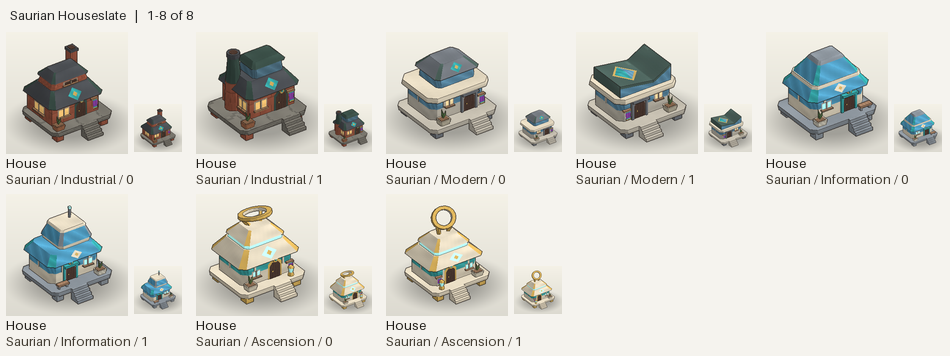 Saurian Houseslate | 1-8 of 8
House
Saurian / Industrial / 0
House
Saurian / Industrial / 1
House
Saurian / Modern / 0
House
Saurian / Modern / 1
House
Saurian / Information / 0
House
Saurian / Information / 1
House
Saurian / Ascension / 0
House
Saurian / Ascension / 1